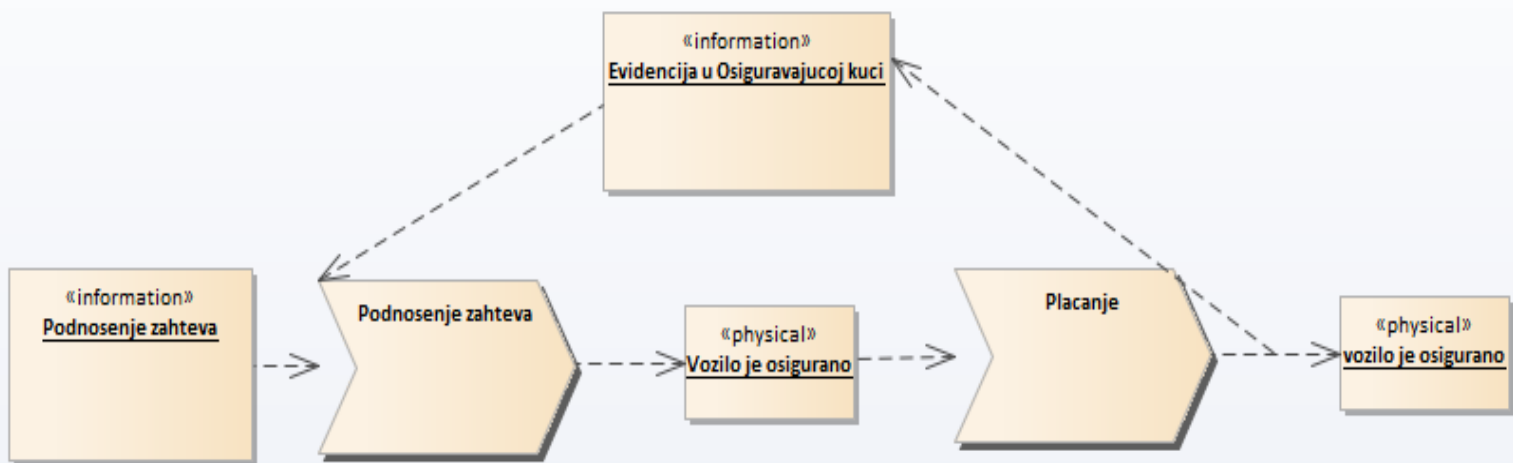 «information»
Evidencija u Osiguravajucoj kuci
«information»
Podnosenje zahteva
Podnosenje zahteva
«physical»
Vozilo je osigurano
Placanje
«physical»
vozilo je osigurano